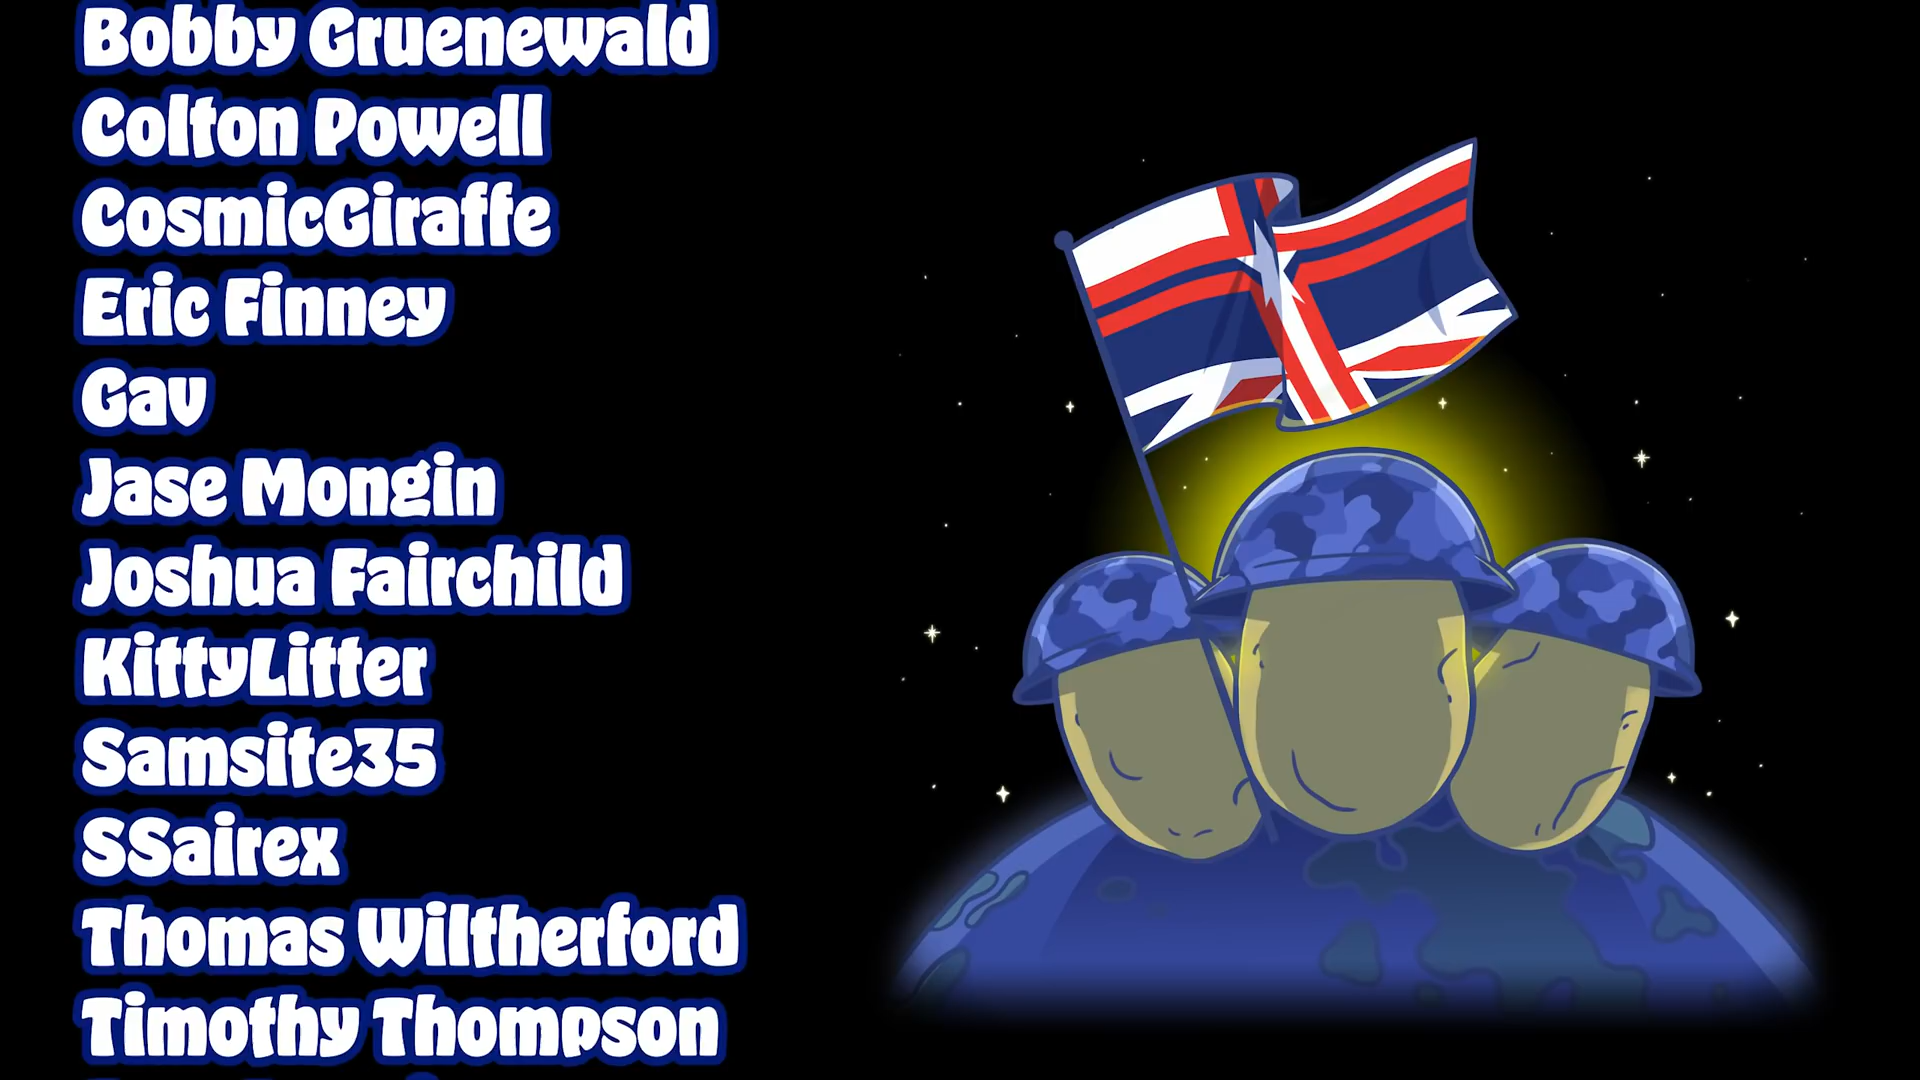 Bobby Gruenewald
Colton Powell
CosmicGiraffe
Eric Finney
Gav
Jase Mongin
Joshua Fairchild
KittyLitter
Samsite35
SSairex
Thomas Wiltherford
Timothy Thompson